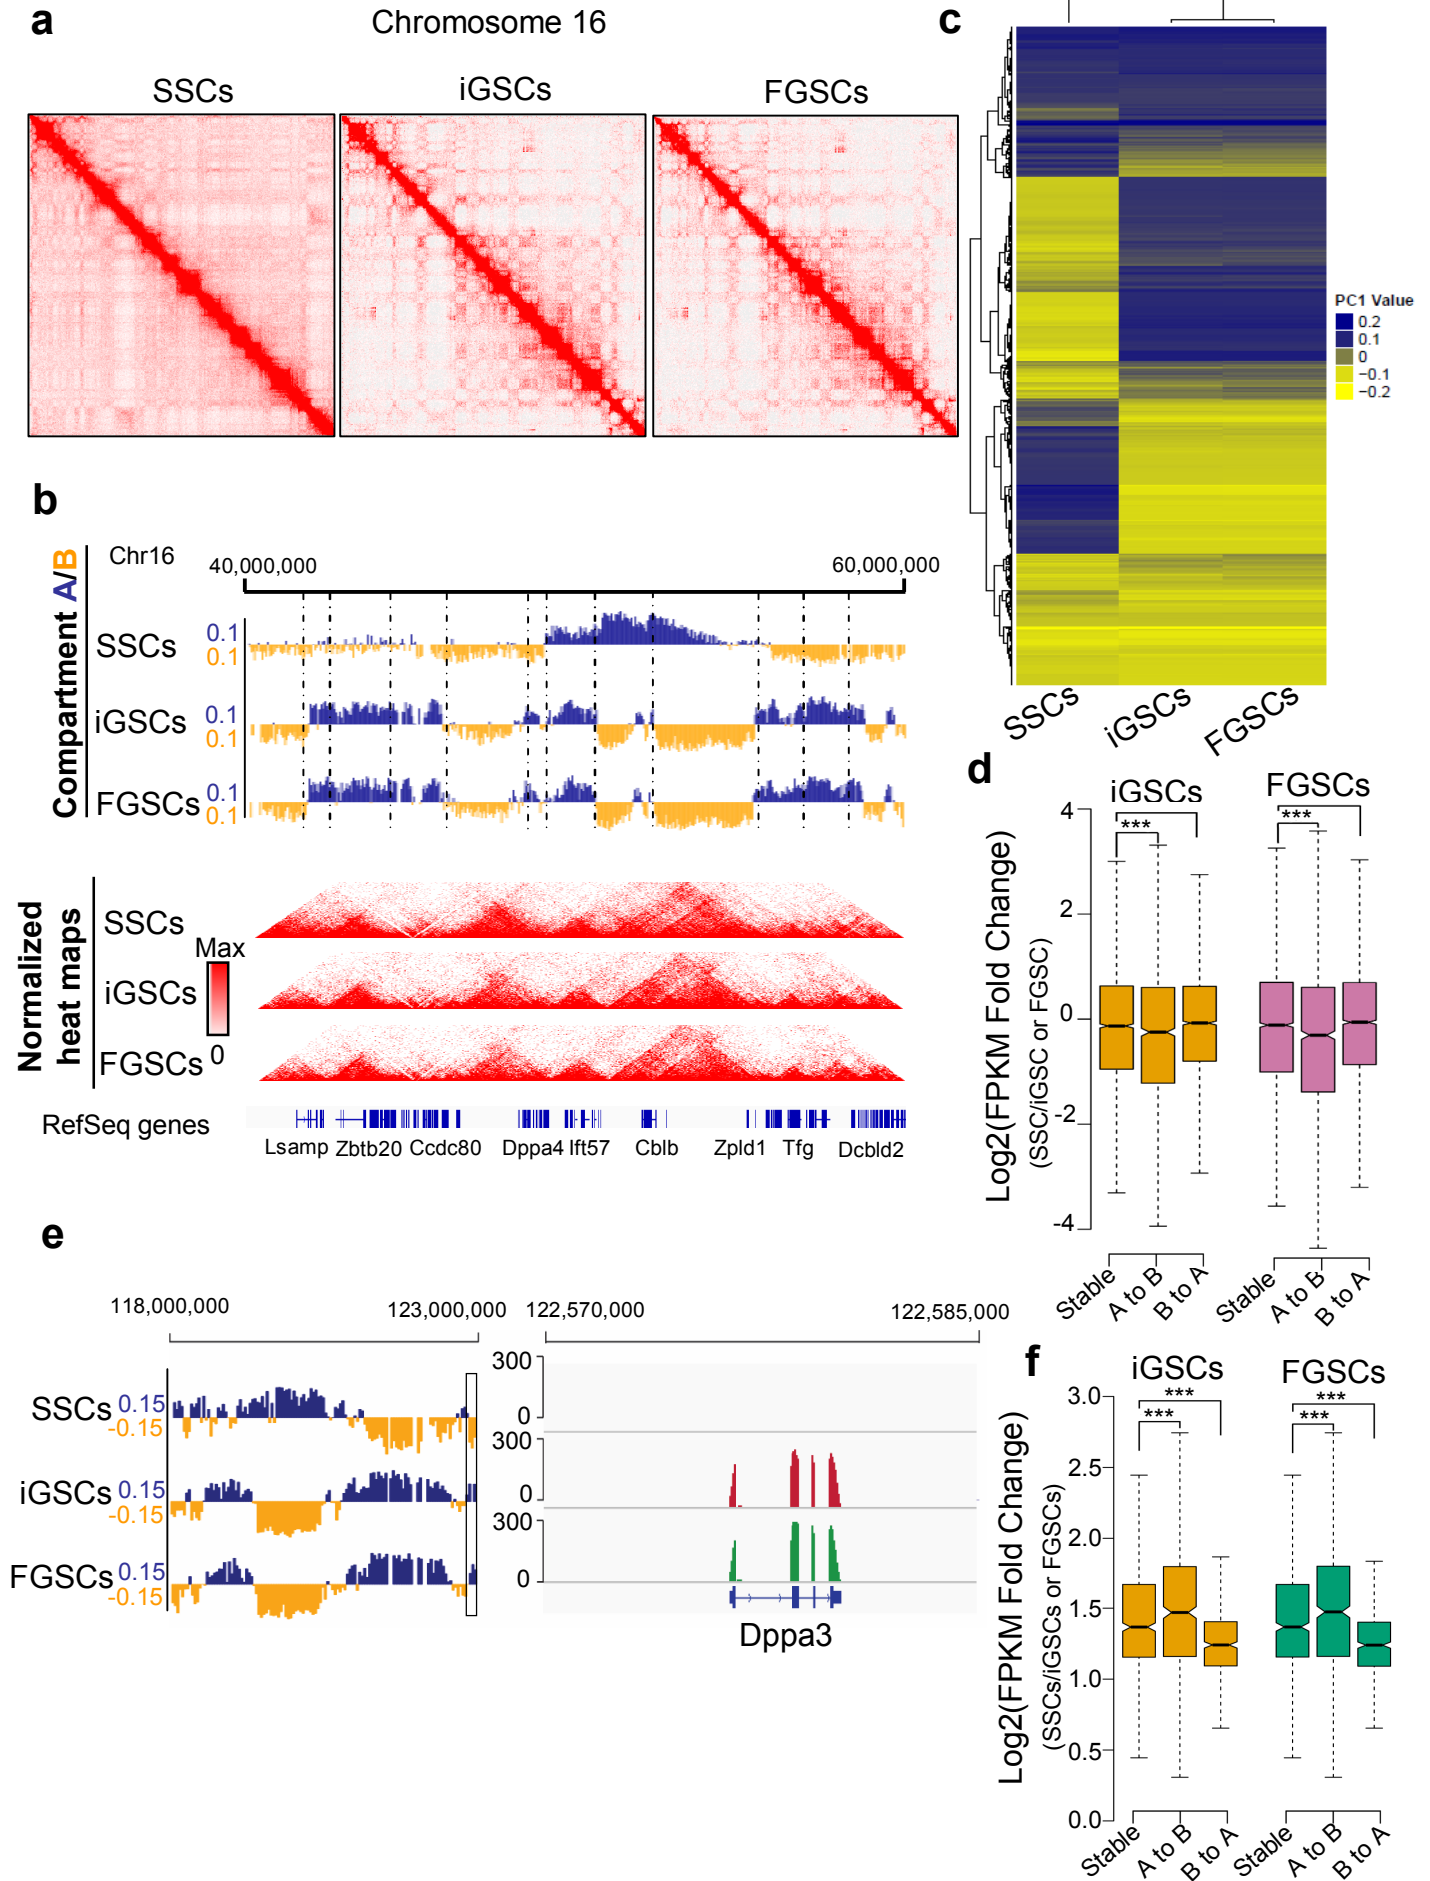 a
Chromosome 16
SSCs
iGSCs
FGSCs
b
Compartment A/B
Chr16
40,000,000
60,000,000
SSCs
0.1
0.1
iGSCs
0.1
0.1
FGSCs
0.1
0.1
Normalized
heat maps
SSCs
iGSCs
FGSCs
Max
0
RefSeq genes
Lsamp Zbtb20 Ccdc80 Dppa4 Ift57 Cblb Zpld1 Tfg Dcbld2
c
PC1 Value
0.2
0.1
0
−0.1
−0.2
SSCs
iGSCs
FGSCs
d
iGSCs
FGSCs
***
***
Log2(FPKM Fold Change)
(SSC/iGSC or FGSC)
4
2
0
-2
-4
Stable
A to B
B to A
Stable
A to B
B to A
e
118,000,000
123,000,000
122,570,000
122,585,000
SSCs
0.15
-0.15
iGSCs
0.15
-0.15
FGSCs
0.15
-0.15
300
0
300
0
300
0
Dppa3
f
iGSCs
FGSCs
***
***
***
***
Log2(FPKM Fold Change)
(SSCs/iGSCs or FGSCs)
3.0
2.5
2.0
1.5
1.0
0.5
0.0
Stable
A to B
B to A
Stable
A to B
B to A